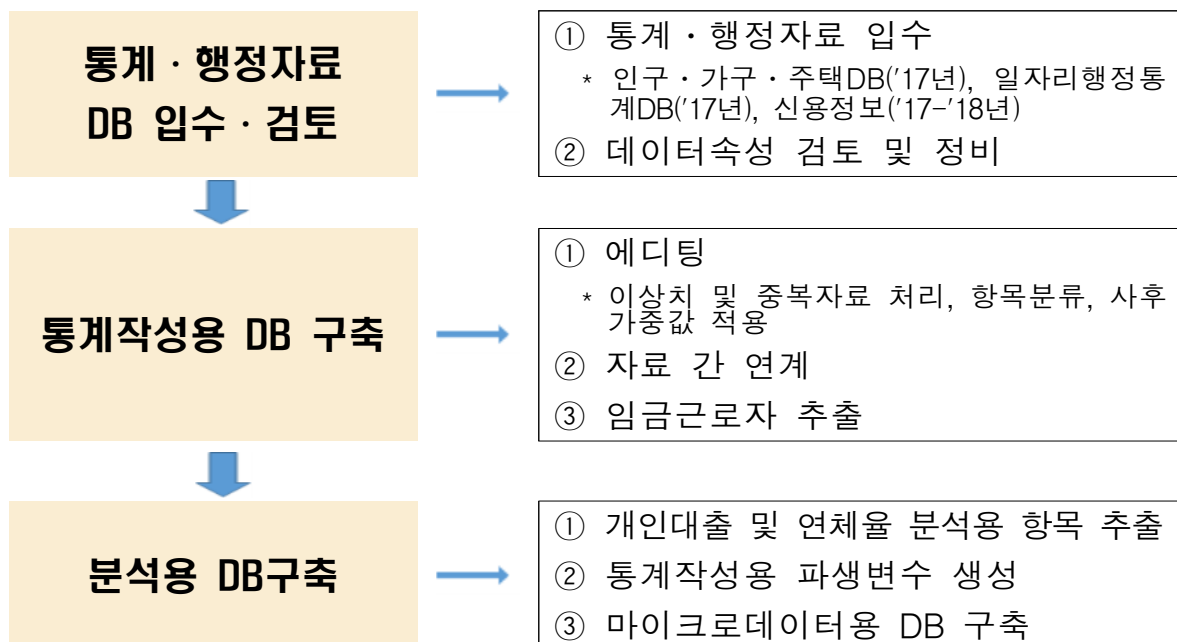 통계·행정자료
DB 입수·검토
① 통계·행정자료 입수
* 인구·가구·주택DB('17년), 일자리행정통
계DB('17년), 신용정보('17-'18년)
② 데이터속성 검토 및 정비
통계작성용 DB 구축
① 에디팅
* 이상치 및 중복자료 처리, 항목분류, 사후
가중값 적용
② 자료 간 연계
③ 임금근로자 추출
분석용 DB구축
① 개인대출 및 연체율 분석용 항목 추출
② 통계작성용 파생변수 생성
③ 마이크로데이터용 DB 구축